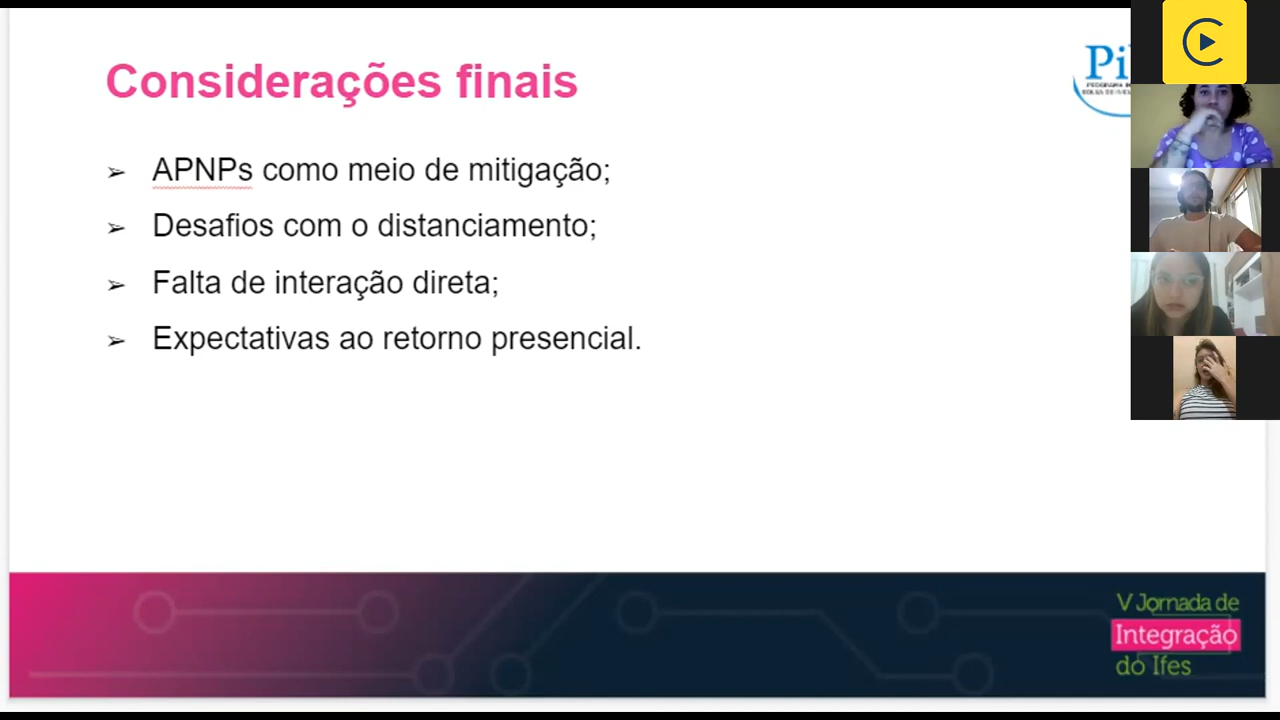 Considerações finais
➢ APNPs como meio de mitigação;
➢ Desafios com o distanciamento;
➢ Falta de interação direta;
➢ Expectativas ao retorno presencial.
V Jornada de
Integração
do Ifes